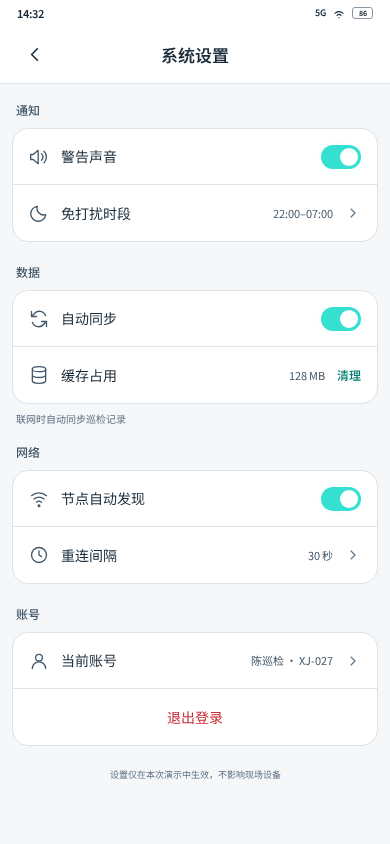 14:32
5G
86
系统设置
通知
警告声音
免打扰时段 22:00–07:00
数据
自动同步
缓存占用 128 MB 清理
联网时自动同步巡检记录
网络
节点自动发现
重连间隔 30 秒
账号
当前账号 陈巡检 · XJ-027
退出登录
设置仅在本次演示中生效，不影响现场设备